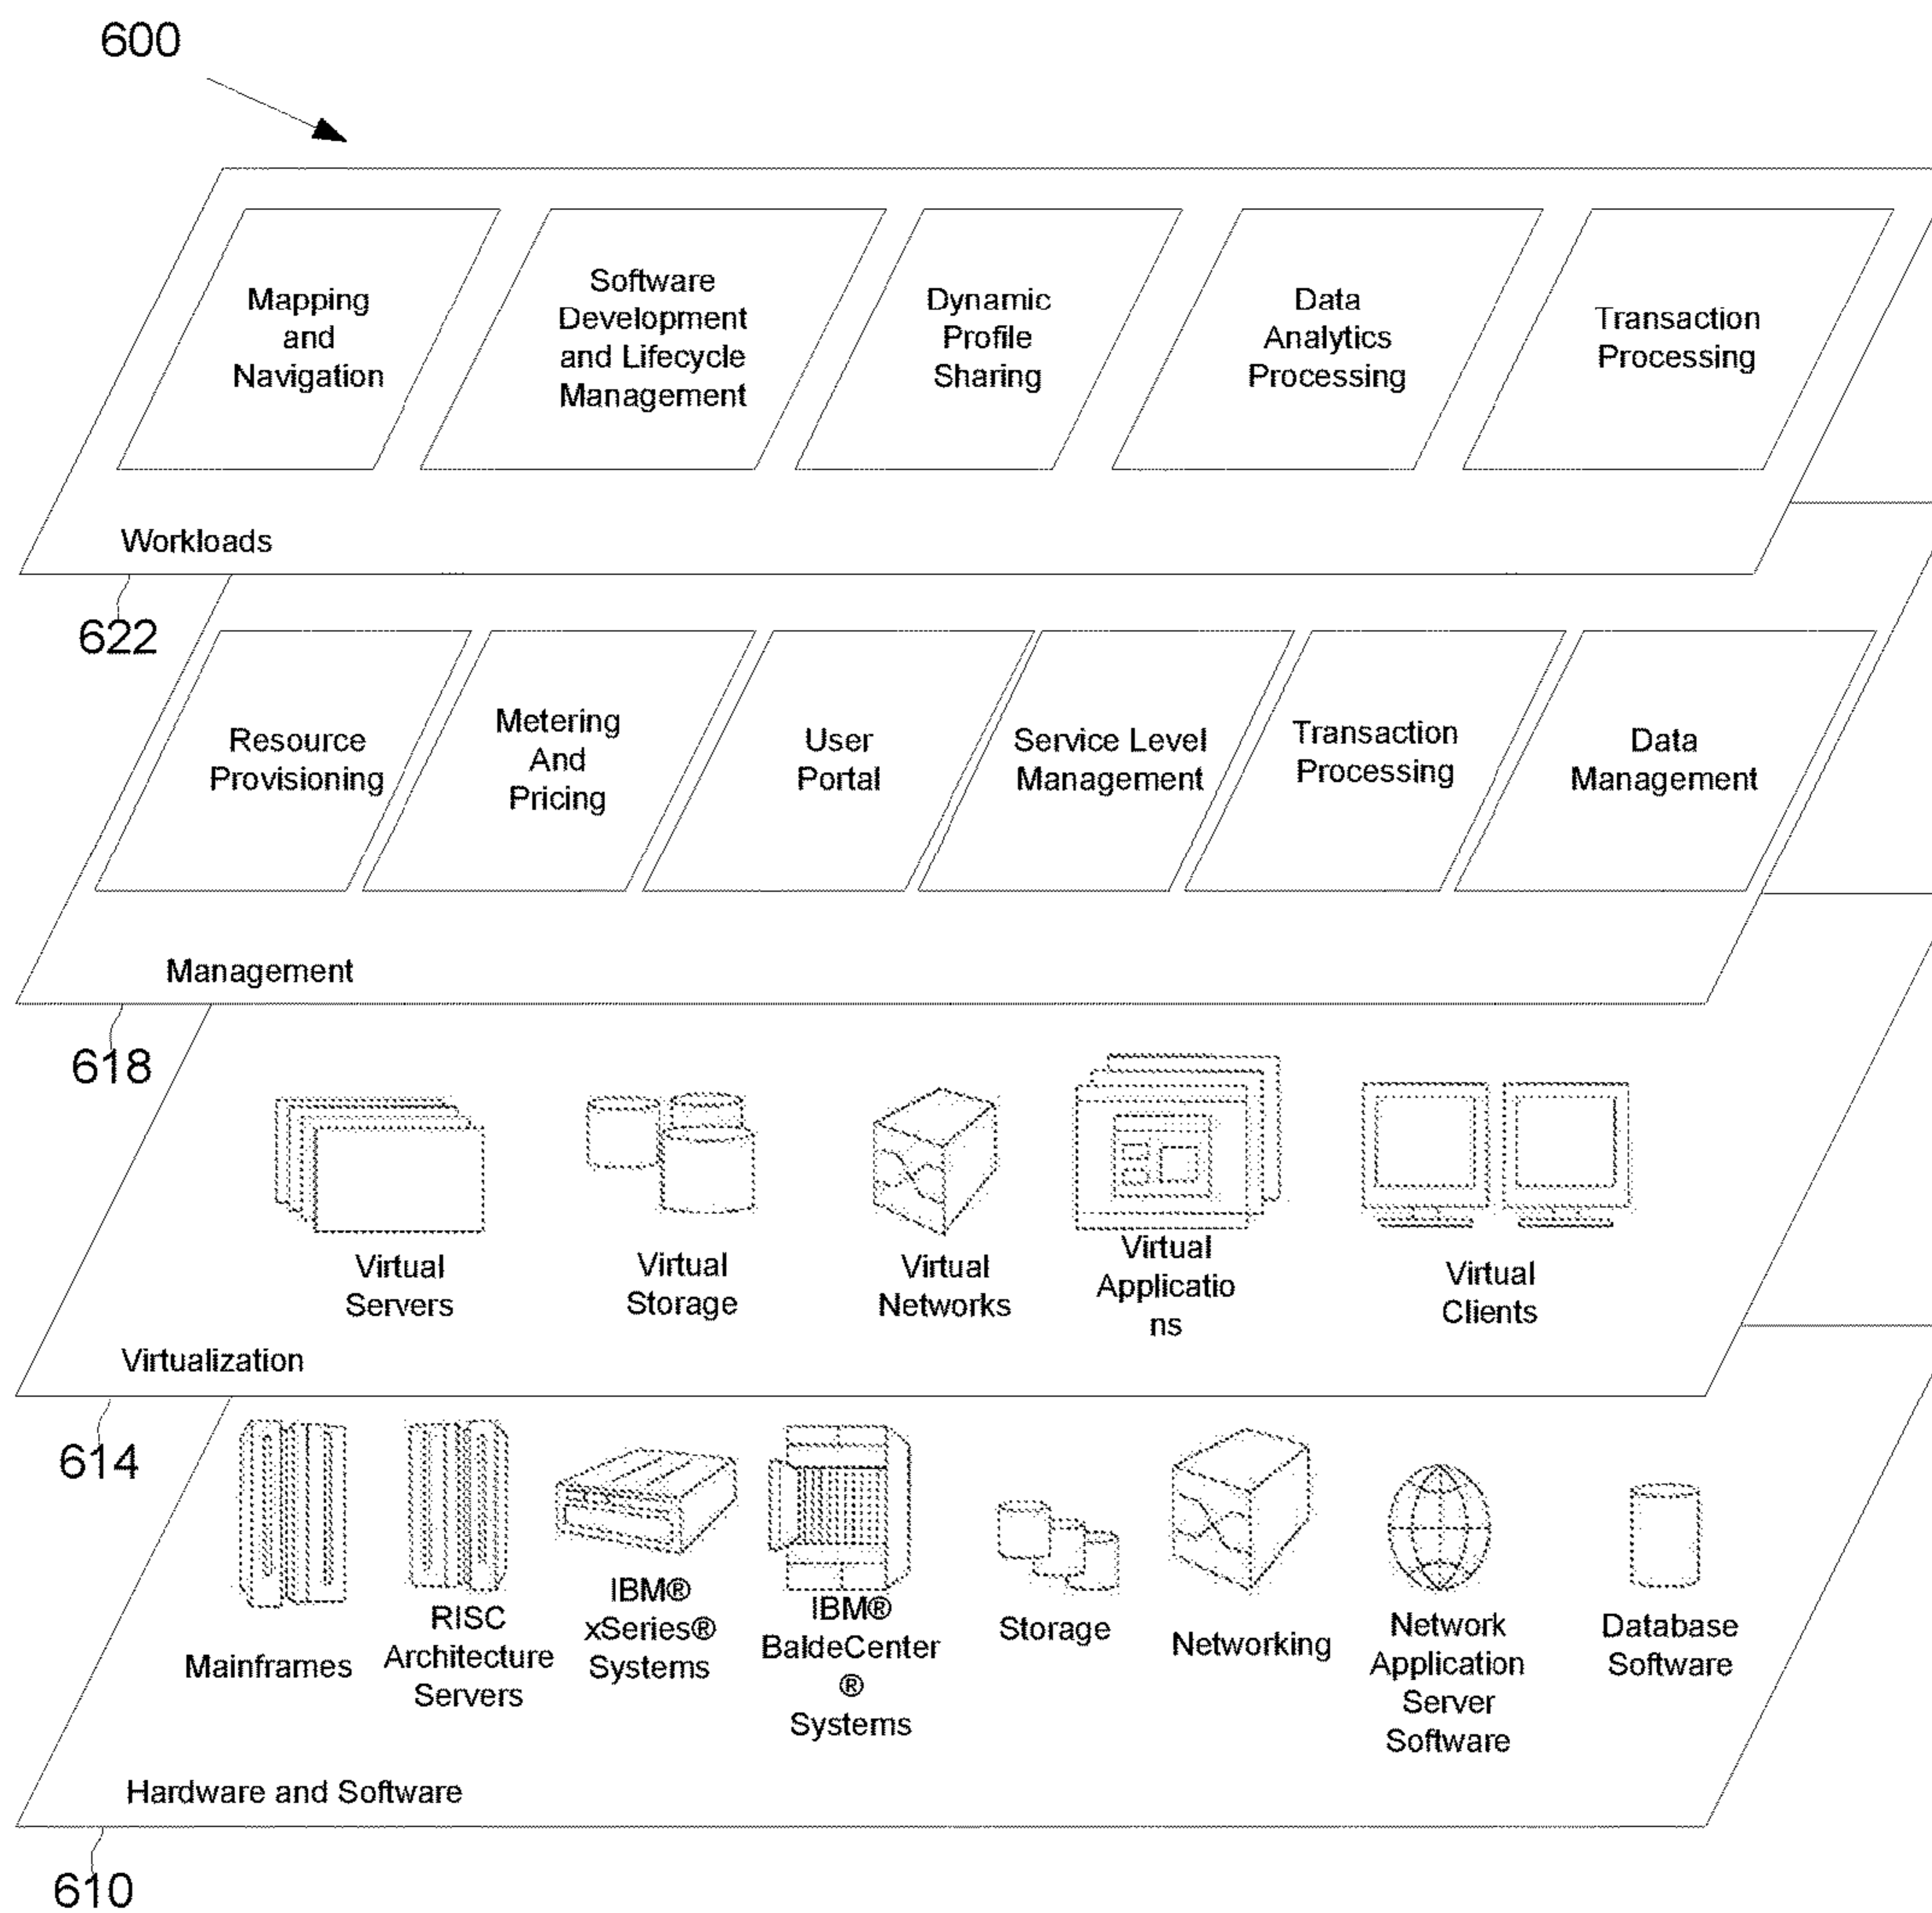 600
Mapping
and
Navigation
Software
Development
and Lifecycle
Management
Dynamic
Profile
Sharing
Data
Analytics
Processing
Transaction
Processing
Workloads
622
Resource
Provisioning
Metering
And
Pricing
User
Portal
Service Level
Management
Transaction
Processing
Data
Management
Management
618
Virtual
Servers
Virtual
Storage
Virtual
Networks
Virtual
Applicatio
ns
Virtual
Clients
Virtualization
614
Mainframes
RISC
Architecture
Servers
IBM®
xSeries®
Systems
IBM®
BaldeCenter
®
Systems
Storage
Networking
Network
Application
Server
Software
Database
Software
Hardware and Software
610